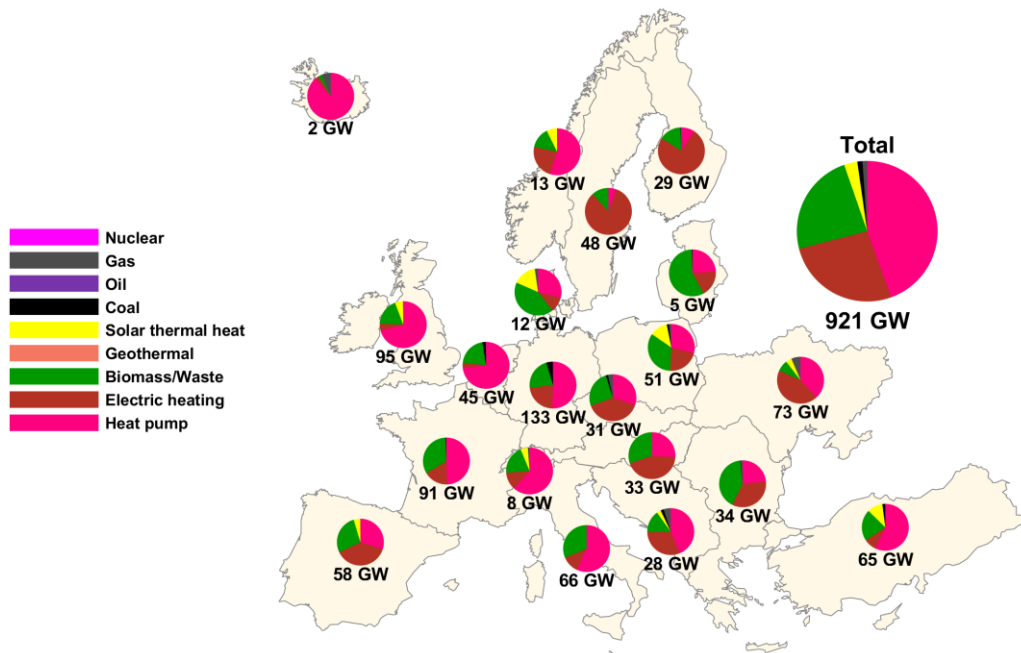 2 GW
13 GW
29 GW
Total
48 GW
Nuclear
Gas
Oil
Coal
Solar thermal heat
Geothermal
Biomass/Waste
Electric heating
Heat pump
5 GW
12 GW
921 GW
95 GW
51 GW
45 GW
133 GW
31 GW
73 GW
91 GW
8 GW
33 GW
34 GW
58 GW
66 GW
28 GW
65 GW